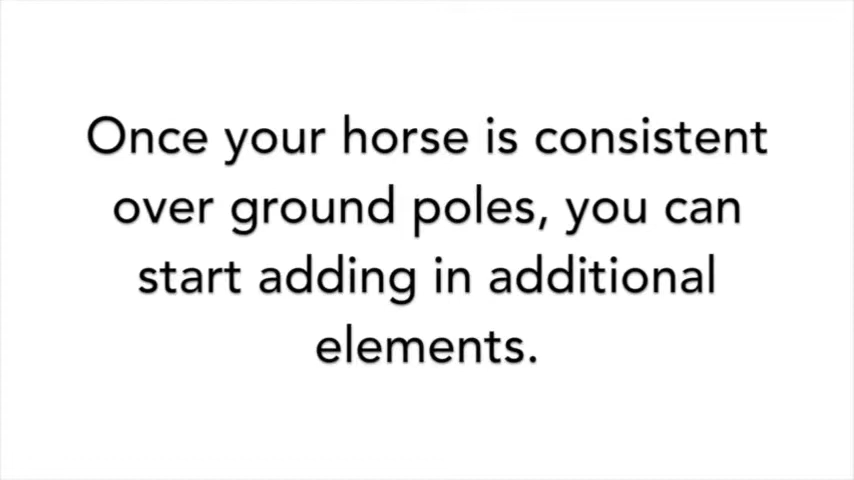 Once your horse is consistent
over ground poles, you can
start adding in additional
elements.